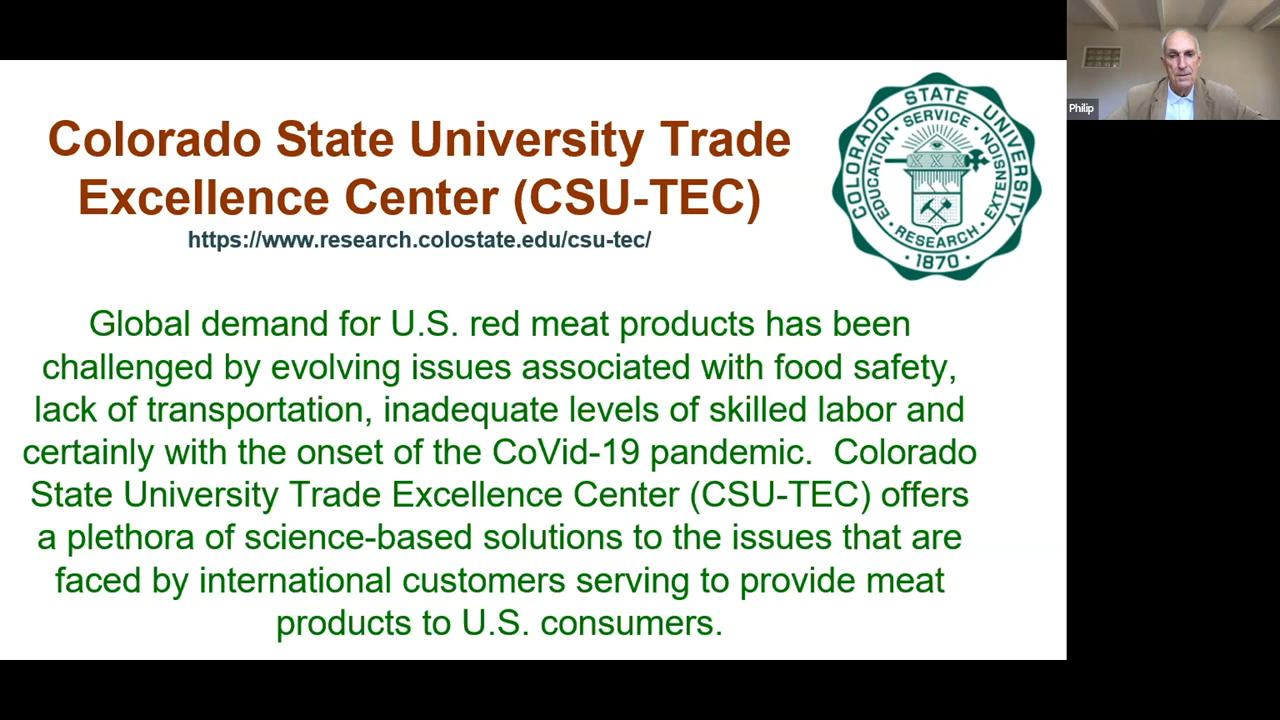 Colorado State University Trade
Excellence Center (CSU-TEC)
https://www.research.colostate.edu/csu-tec/
COLORADO STATE UNIVERSITY
EDUCATION · SERVICE · EXTENSION
RESEARCH
1870
Philip
Global demand for U.S. red meat products has been
challenged by evolving issues associated with food safety,
lack of transportation, inadequate levels of skilled labor and
certainly with the onset of the CoVid-19 pandemic.  Colorado
State University Trade Excellence Center (CSU-TEC) offers
a plethora of science-based solutions to the issues that are
faced by international customers serving to provide meat
products to U.S. consumers.